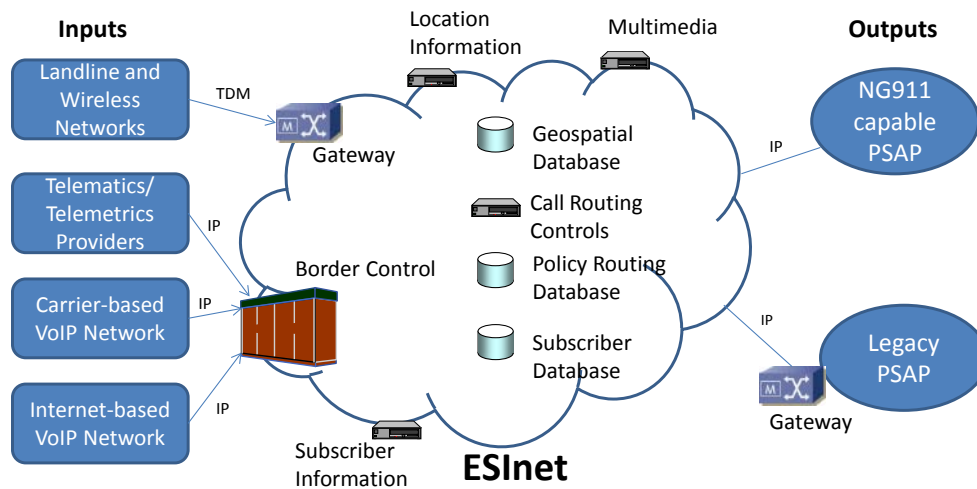 Inputs
Location
Information
Multimedia
Outputs
Landline and
Wireless
Networks
TDM
M
Gateway
Geospatial
Database
NG911
capable
PSAP
IP
Telematics/
Telemetrics
Providers
IP
Call Routing
Controls
Border Control
Policy Routing
Database
Carrier-based
VoIP Network
IP
Subscriber
Database
IP
Legacy
PSAP
M
Gateway
Internet-based
VoIP Network
IP
Subscriber
Information
ESInet